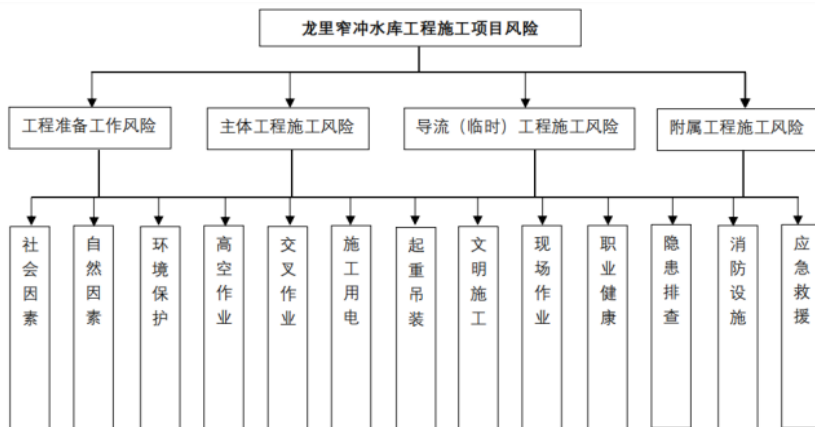 龙里窄冲水库工程施工项目风险
工程准备工作风险
主体工程施工风险
导流（临时）工程施工风险
附属工程施工风险
社会因素
自然因素
环境保护
高空作业
交叉作业
施工用电
起重吊装
文明施工
现场作业
职业健康
隐患排查
消防设施
应急救援